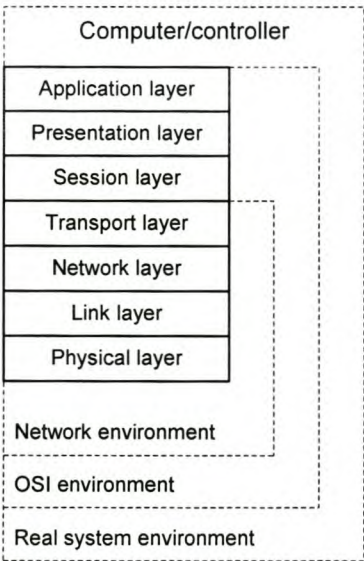 Computer/controller
Application layer
Presentation layer
Session layer
Transport layer
Network layer
Link layer
Physical layer
Network environment
OSI environment
Real system environment